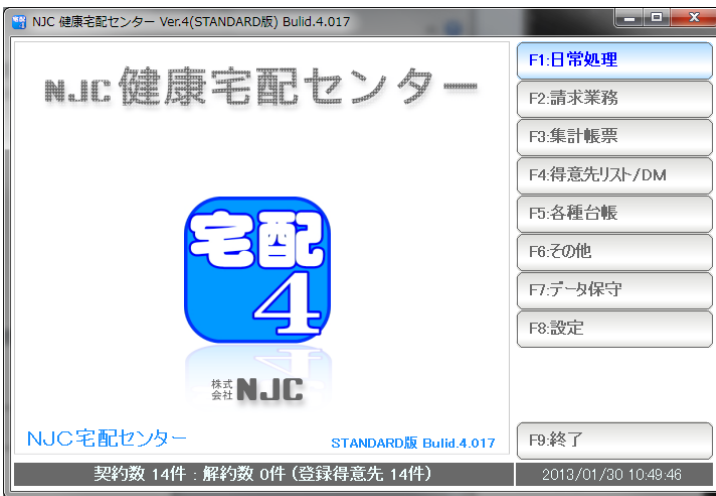 NJC 健康宅配センター Ver.4(STANDARD版) Bulid.4.017
NJC健康宅配センター
宅配
4
株式
会社 NJC
NJC宅配センター
STANDARD版 Bulid.4.017
F1:日常処理
F2:請求業務
F3:集計帳票
F4:得意先リスト/DM
F5:各種台帳
F6:その他
F7:データ保守
F8:設定
F9:終了
契約数 14件 : 解約数 0件 (登録得意先 14件)
2013/01/30 10:49:46